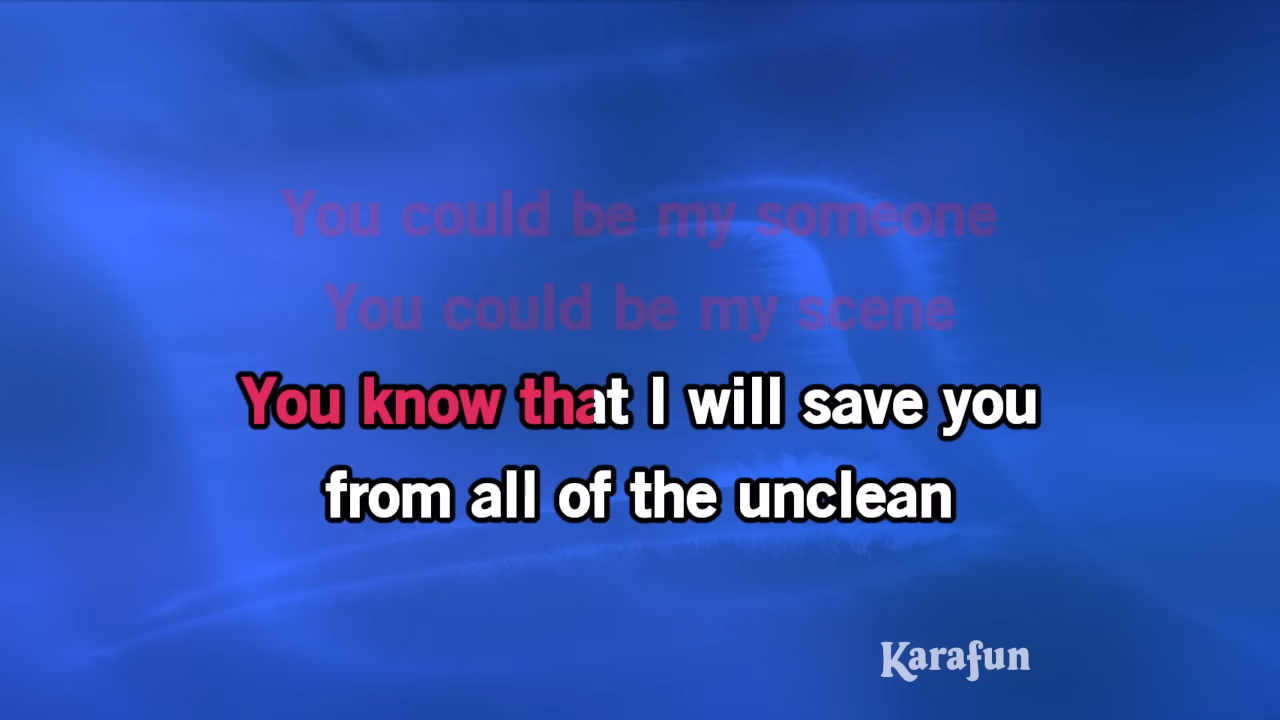 You could be my someone
You could be my scene
You know that I will save you
from all of the unclean
Karafun